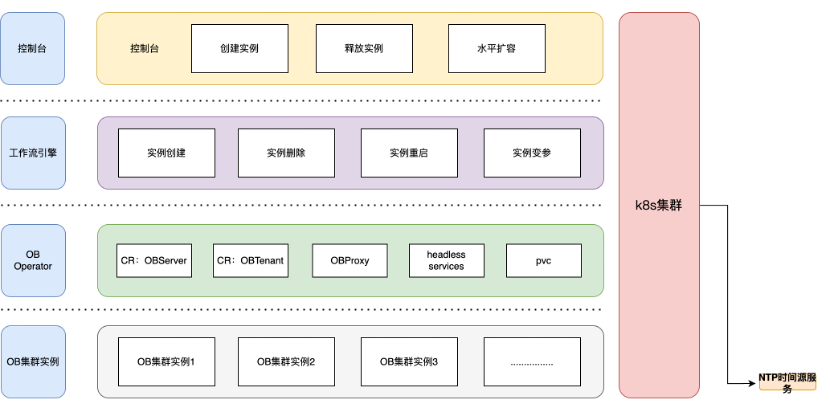 控制台
控制台
创建实例
释放实例
水平扩容
工作流引擎
实例创建
实例删除
实例重启
实例变参
k8s集群
OB
Operator
CR：OBServer
CR：OBTenant
OBProxy
headless
services
pvc
OB集群实例
OB集群实例1
OB集群实例2
OB集群实例3
...............
NTP时间源服
务